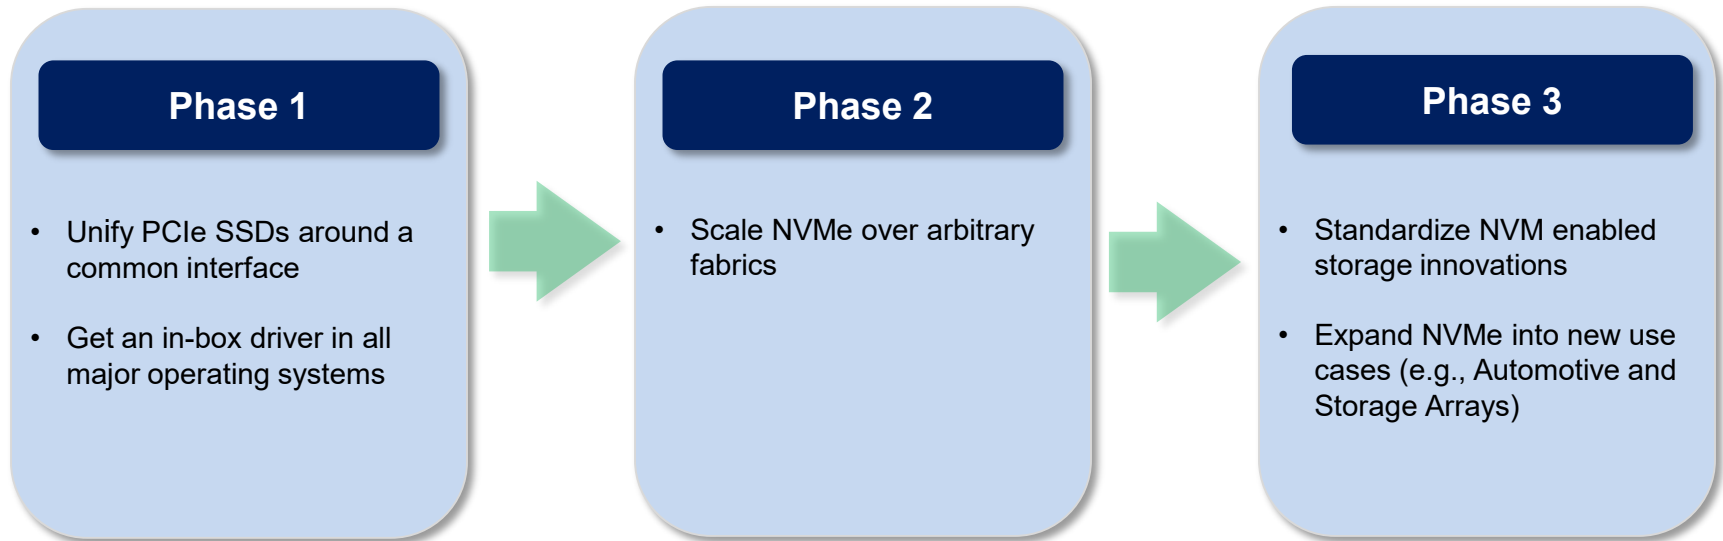 Phase 1
• Unify PCIe SSDs around a
common interface
• Get an in-box driver in all
major operating systems
Phase 2
• Scale NVMe over arbitrary
fabrics
Phase 3
• Standardize NVM enabled
storage innovations
• Expand NVMe into new use
cases (e.g., Automotive and
Storage Arrays)